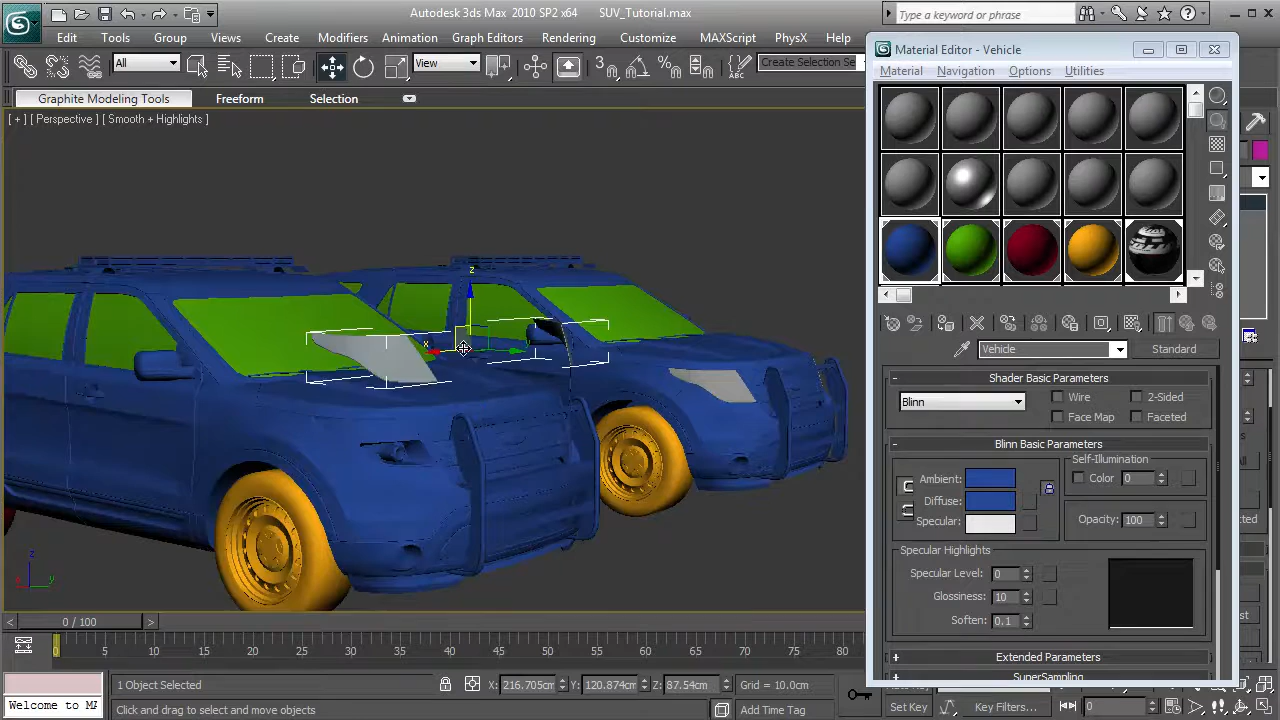 Autodesk 3ds Max 2010 SP2 x64 SUV_Tutorial.max
Type a keyword or phrase
Edit Tools Group Views Create Modifiers Animation Graph Editors Rendering Customize MAXScript PhysX Help
All
View
Create Selection Se
Graphite Modeling Tools Freeform Selection
[ + ] [ Perspective ] [ Smooth + Highlights ]
z
x
z
x
y
0 / 100
0 5 10 15 20 25 30 35 40 45 50 55 60 65 70 75 80
1 Object Selected
X: 216.705cm Y: 120.874cm Z: 87.54cm Grid = 10.0cm
Welcome to MA
Click and drag to select and move objects
Add Time Tag
Set Key
Key Filters...
0
Material Editor - Vehicle
Material Navigation Options Utilities
Vehicle
Standard
- Shader Basic Parameters
Blinn
Wire 2-Sided
Face Map Faceted
- Blinn Basic Parameters
Self-Illumination
Ambient:
Color 0
Diffuse:
Specular:
Opacity: 100
Specular Highlights
Specular Level: 0
Glossiness: 10
Soften: 0.1
+ Extended Parameters
+ SuperSampling